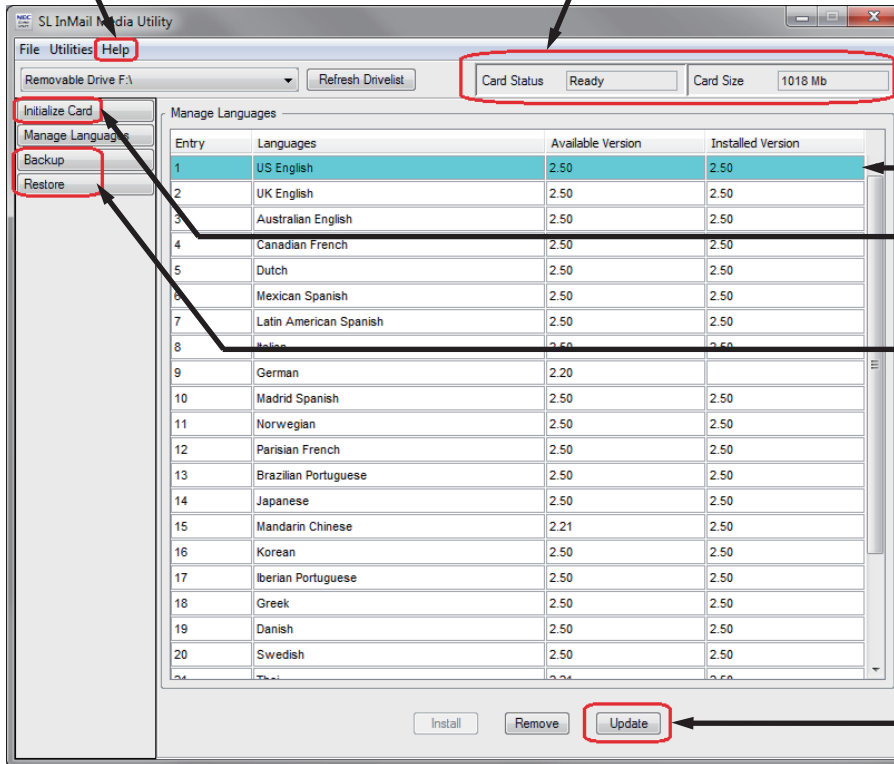 NEC SL InMail Media Utility
File Utilities Help
Removable Drive F:\ Refresh Drivelist Card Status Ready Card Size 1018 Mb
Initialize Card
Manage Languages
Backup
Restore
Manage Languages
Entry Languages Available Version Installed Version
1 US English 2.50 2.50
2 UK English 2.50 2.50
3 Australian English 2.50 2.50
4 Canadian French 2.50 2.50
5 Dutch 2.50 2.50
6 Mexican Spanish 2.50 2.50
7 Latin American Spanish 2.50 2.50
8 Italian 2.50 2.50
9 German 2.20
10 Madrid Spanish 2.50 2.50
11 Norwegian 2.50 2.50
12 Parisian French 2.50 2.50
13 Brazilian Portuguese 2.50 2.50
14 Japanese 2.50 2.50
15 Mandarin Chinese 2.21 2.50
16 Korean 2.50 2.50
17 Iberian Portuguese 2.50 2.50
18 Greek 2.50 2.50
19 Danish 2.50 2.50
20 Swedish 2.50 2.50
Install Remove Update